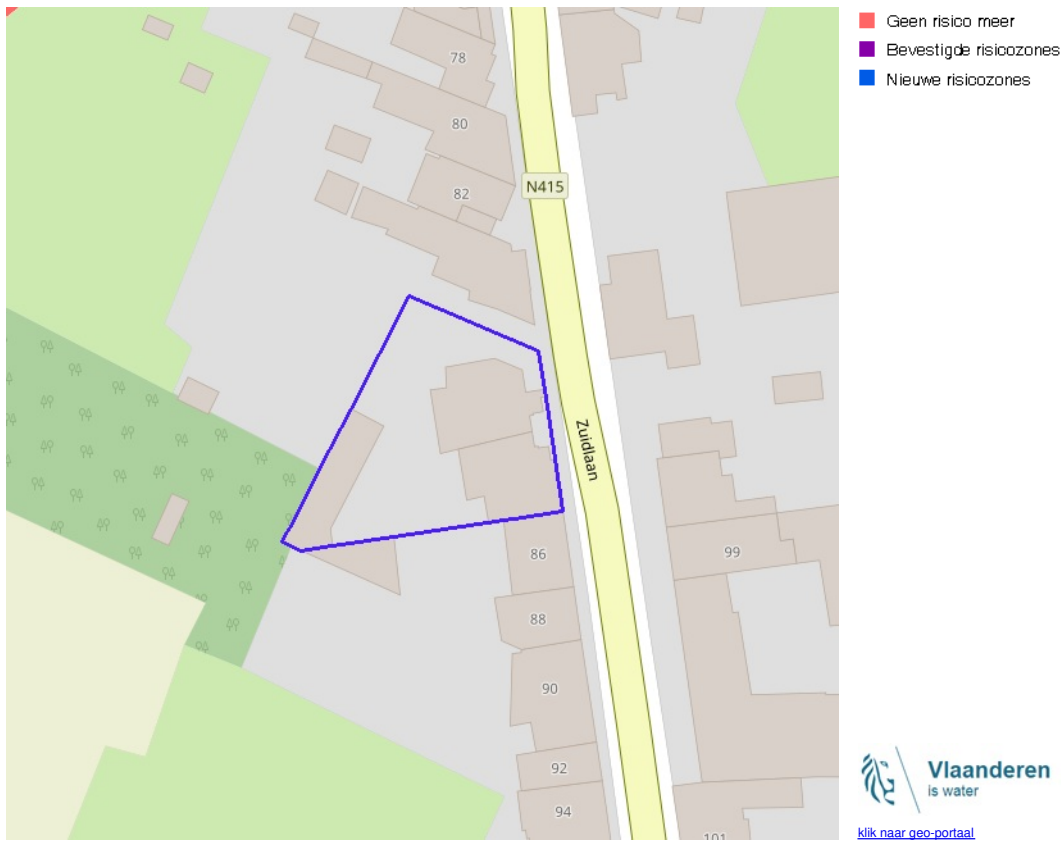 Geen risico meer
Bevestigde risicozones
Nieuwe risicozones
78
80
82
N415
Zuidlaan
86
99
88
90
92
94
101
Vlaanderen
is water
klik naar geo-portaal